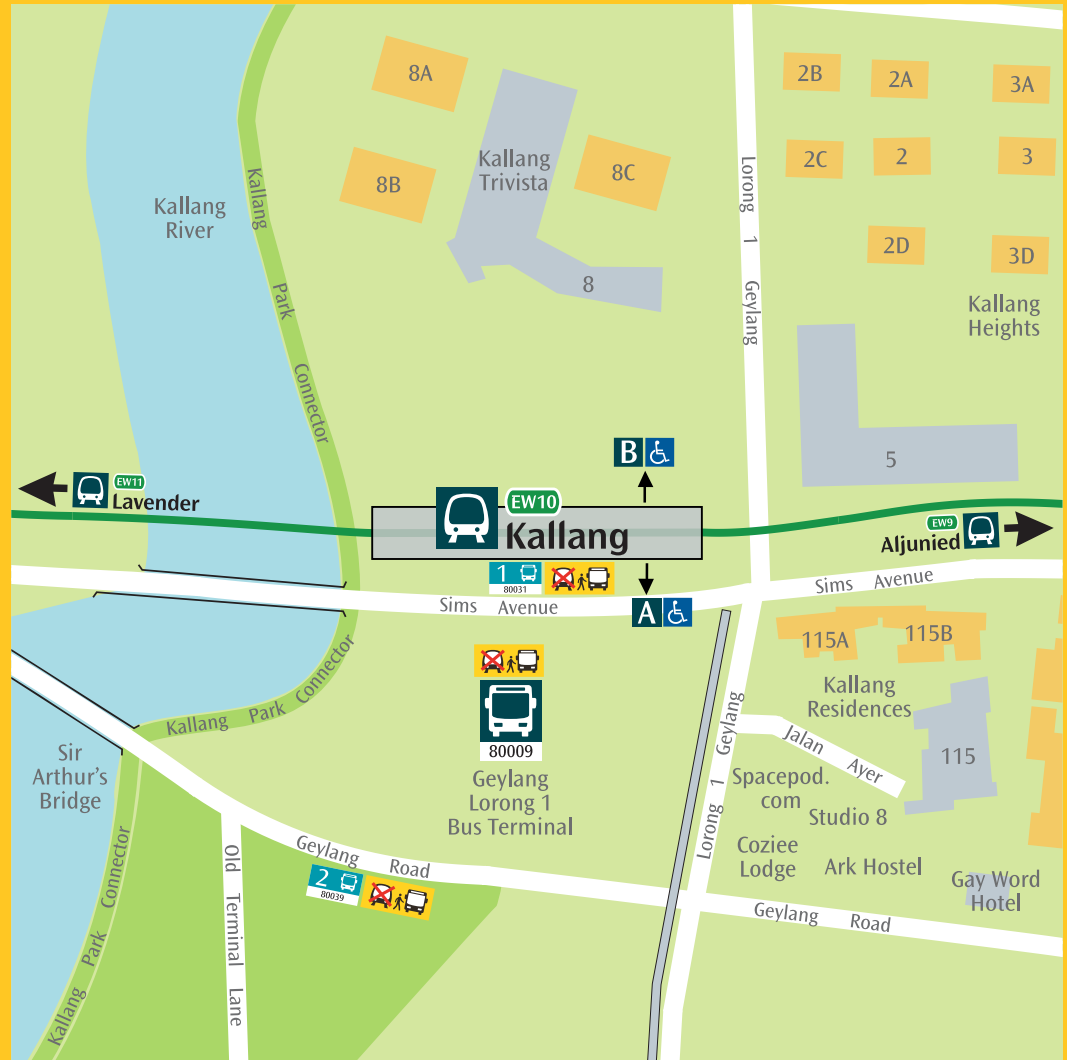 8A
2B
2A
3A
Kallang
Trivista
8B
8C
2C
2
3
Kallang
River
Kallang Park Connector
Lorong 1 Geylang
2D
3D
8
Kallang
Heights
B
5
EW11
Lavender
EW10
Kallang
EW9
Aljunied
1
80031
Sims Avenue
A
Sims Avenue
115A
115B
Kallang Park Connector
80009
Geylang
Lorong 1
Bus Terminal
Kallang
Residences
Lorong 1 Geylang
Jalan Ayer
115
Sir
Arthur's
Bridge
Spacepod.
com
Studio 8
Coziee
Lodge
Ark Hostel
Gay Word
Hotel
Geylang Road
2
80039
Geylang Road
Old Terminal Lane
Kallang Park Connector